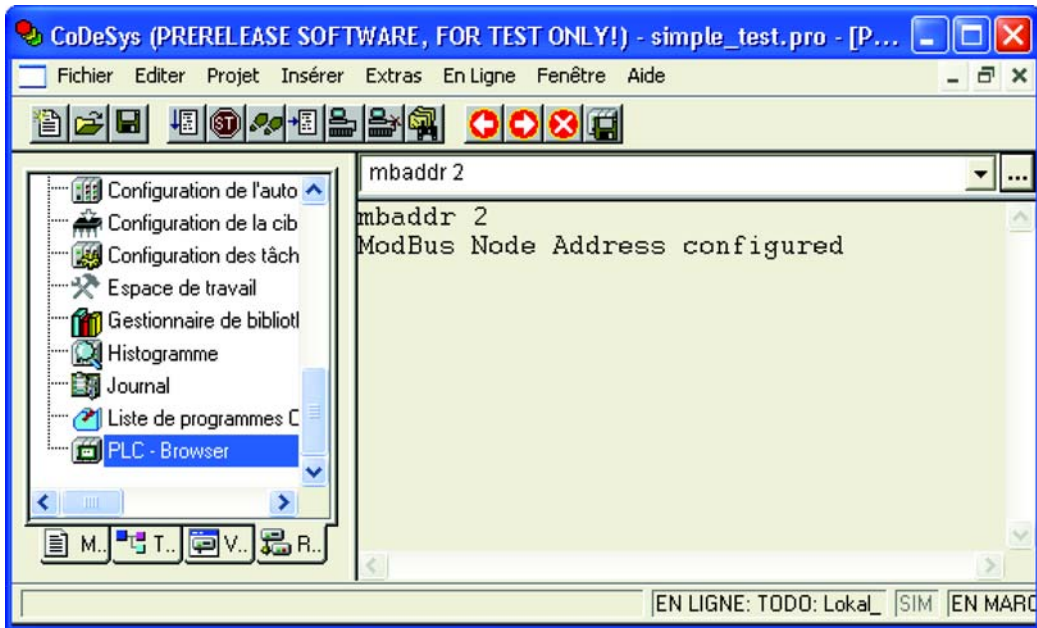 CoDeSys (PRERELEASE SOFTWARE, FOR TEST ONLY!) - simple_test.pro - [P...
Fichier Editer Projet Insérer Extras En Ligne Fenêtre Aide
ST
mbaddr 2
...
Configuration de l'auto
Configuration de la cib
Configuration des tâch
Espace de travail
Gestionnaire de bibliotl
Histogramme
Journal
Liste de programmes C
PLC - Browser
M.. T.. V.. R..
mbaddr 2
ModBus Node Address configured
EN LIGNE: TODO: Lokal_ SIM EN MARC